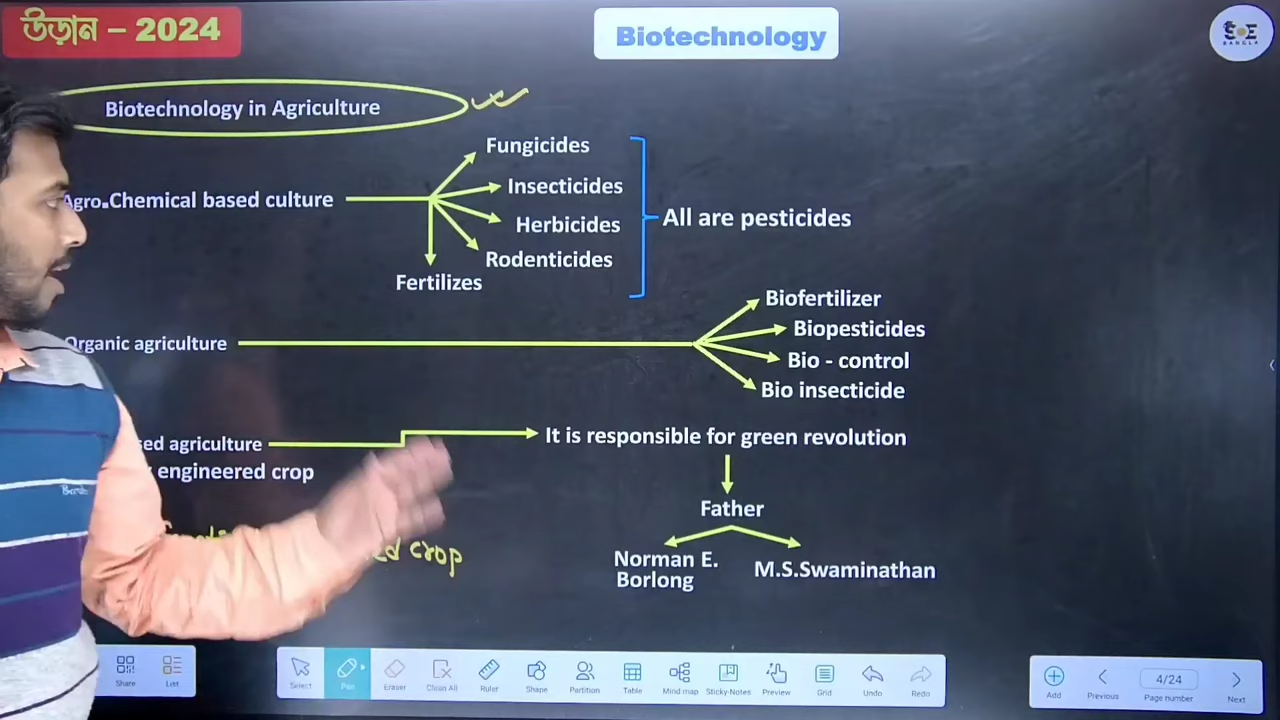 উড়ান – 2024
Biotechnology
SOE
BANGLA
Biotechnology in Agriculture
Fungicides
Insecticides
Agro.Chemical based culture
Herbicides
All are pesticides
Rodenticides
Fertilizes
Biofertilizer
Biopesticides
Organic agriculture
Bio - control
Bio insecticide
agriculture
It is responsible for green revolution
engineered crop
Father
crop
Norman E.
Borlong
M.S.Swaminathan
Share
List
Select
Pen
Eraser
Clean All
Ruler
Shape
Partition
Table
Mind map
Sticky-Notes
Preview
Grid
Undo
Redo
Add
Previous
4/24
Page number
Next